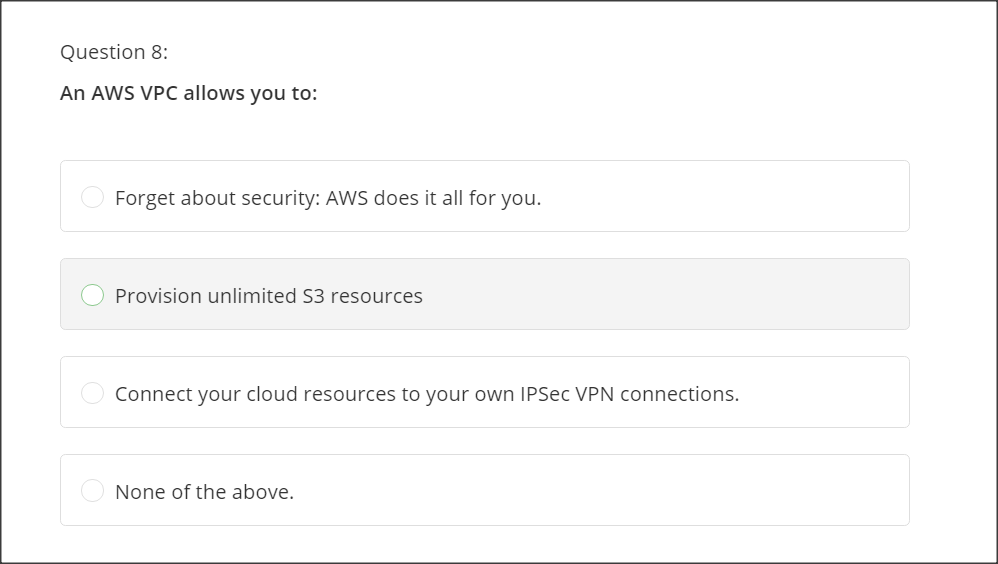 Question 8:
An AWS VPC allows you to:
Forget about security: AWS does it all for you.
Provision unlimited S3 resources
Connect your cloud resources to your own IPSec VPN connections.
None of the above.